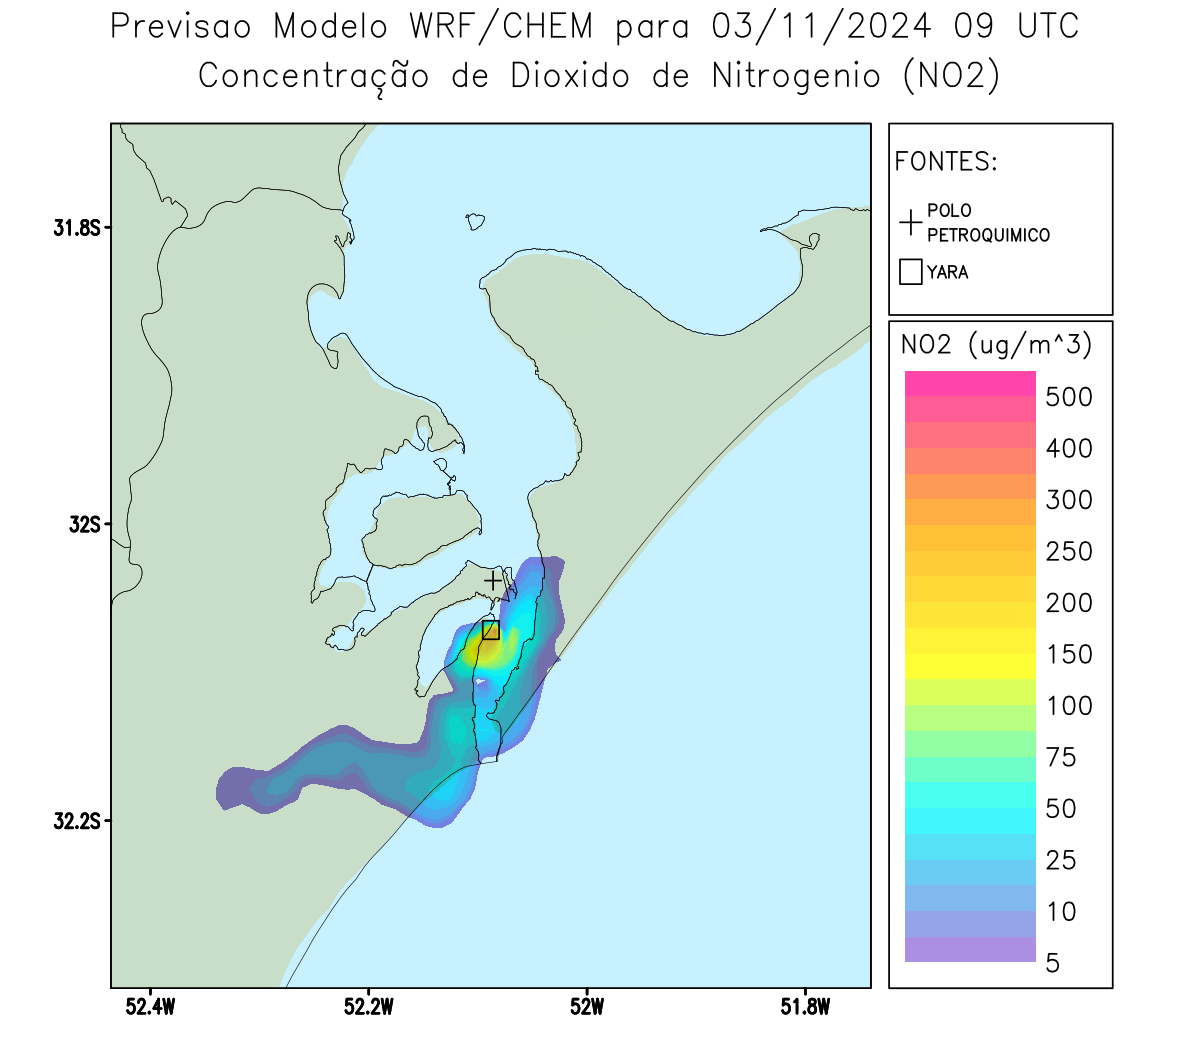 Previsao Modelo WRF/CHEM para 03/11/2024 09 UTC
Concentração de Dioxido de Nitrogenio (NO2)
FONTES:
POLO
PETROQUIMICO
YARA
NO2 (ug/m^3)
500
400
300
250
200
150
100
75
50
25
10
5
31.8S
32S
32.2S
52.4W
52.2W
52W
51.8W